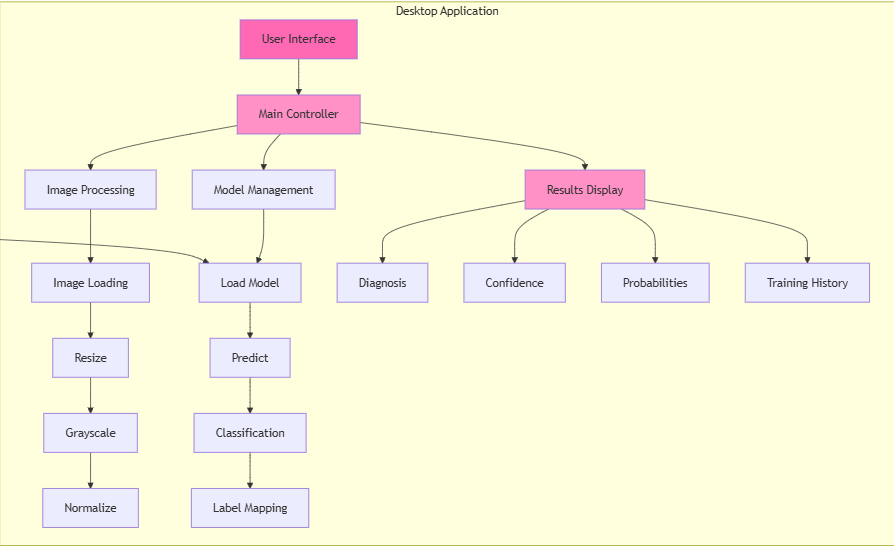 Desktop Application
User Interface
Main Controller
Image Processing
Model Management
Results Display
Image Loading
Load Model
Diagnosis
Confidence
Probabilities
Training History
Resize
Predict
Grayscale
Classification
Normalize
Label Mapping